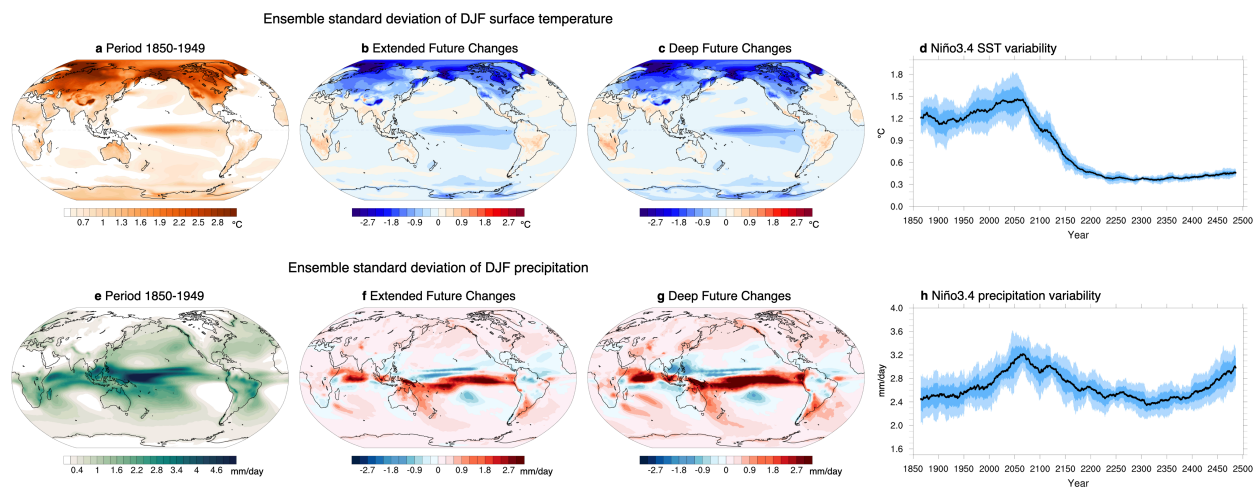 Ensemble standard deviation of DJF surface temperature
a Period 1850-1949
b Extended Future Changes
c Deep Future Changes
d Niño3.4 SST variability
0.7 1 1.3 1.6 1.9 2.2 2.5 2.8 °C
-2.7 -1.8 -0.9 0 0.9 1.8 2.7 °C
-2.7 -1.8 -0.9 0 0.9 1.8 2.7 °C
1.8
1.5
1.2
0.9
0.6
0.3
0.0
°C
1850 1900 1950 2000 2050 2100 2150 2200 2250 2300 2350 2400 2450 2500
Year
Ensemble standard deviation of DJF precipitation
e Period 1850-1949
f Extended Future Changes
g Deep Future Changes
h Niño3.4 precipitation variability
0.4 1.6 2.2 2.8 3.4 4.6 mm/day
-2.7 -1.8 -0.9 0 0.9 1.8 2.7 mm/day
-2.7 -1.8 -0.9 0 0.9 1.8 2.7 mm/day
4.0
3.6
3.2
2.8
2.4
2.0
1.6
mm/day
1850 1900 1950 2000 2050 2100 2150 2200 2250 2300 2350 2400 2450 2500
Year